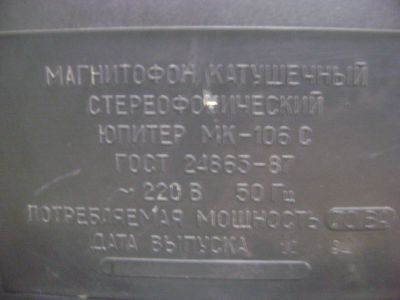 МАГНИТОФОН КАТУШЕЧНЫЙ
СТЕРЕОФОНИЧЕСКИЙ
ЮПИТЕР МК-106 С
ГОСТ 24863-87
~ 220 В 50 Гц
ПОТРЕБЛЯЕМАЯ МОЩНОСТЬ
ДАТА ВЫПУСКА